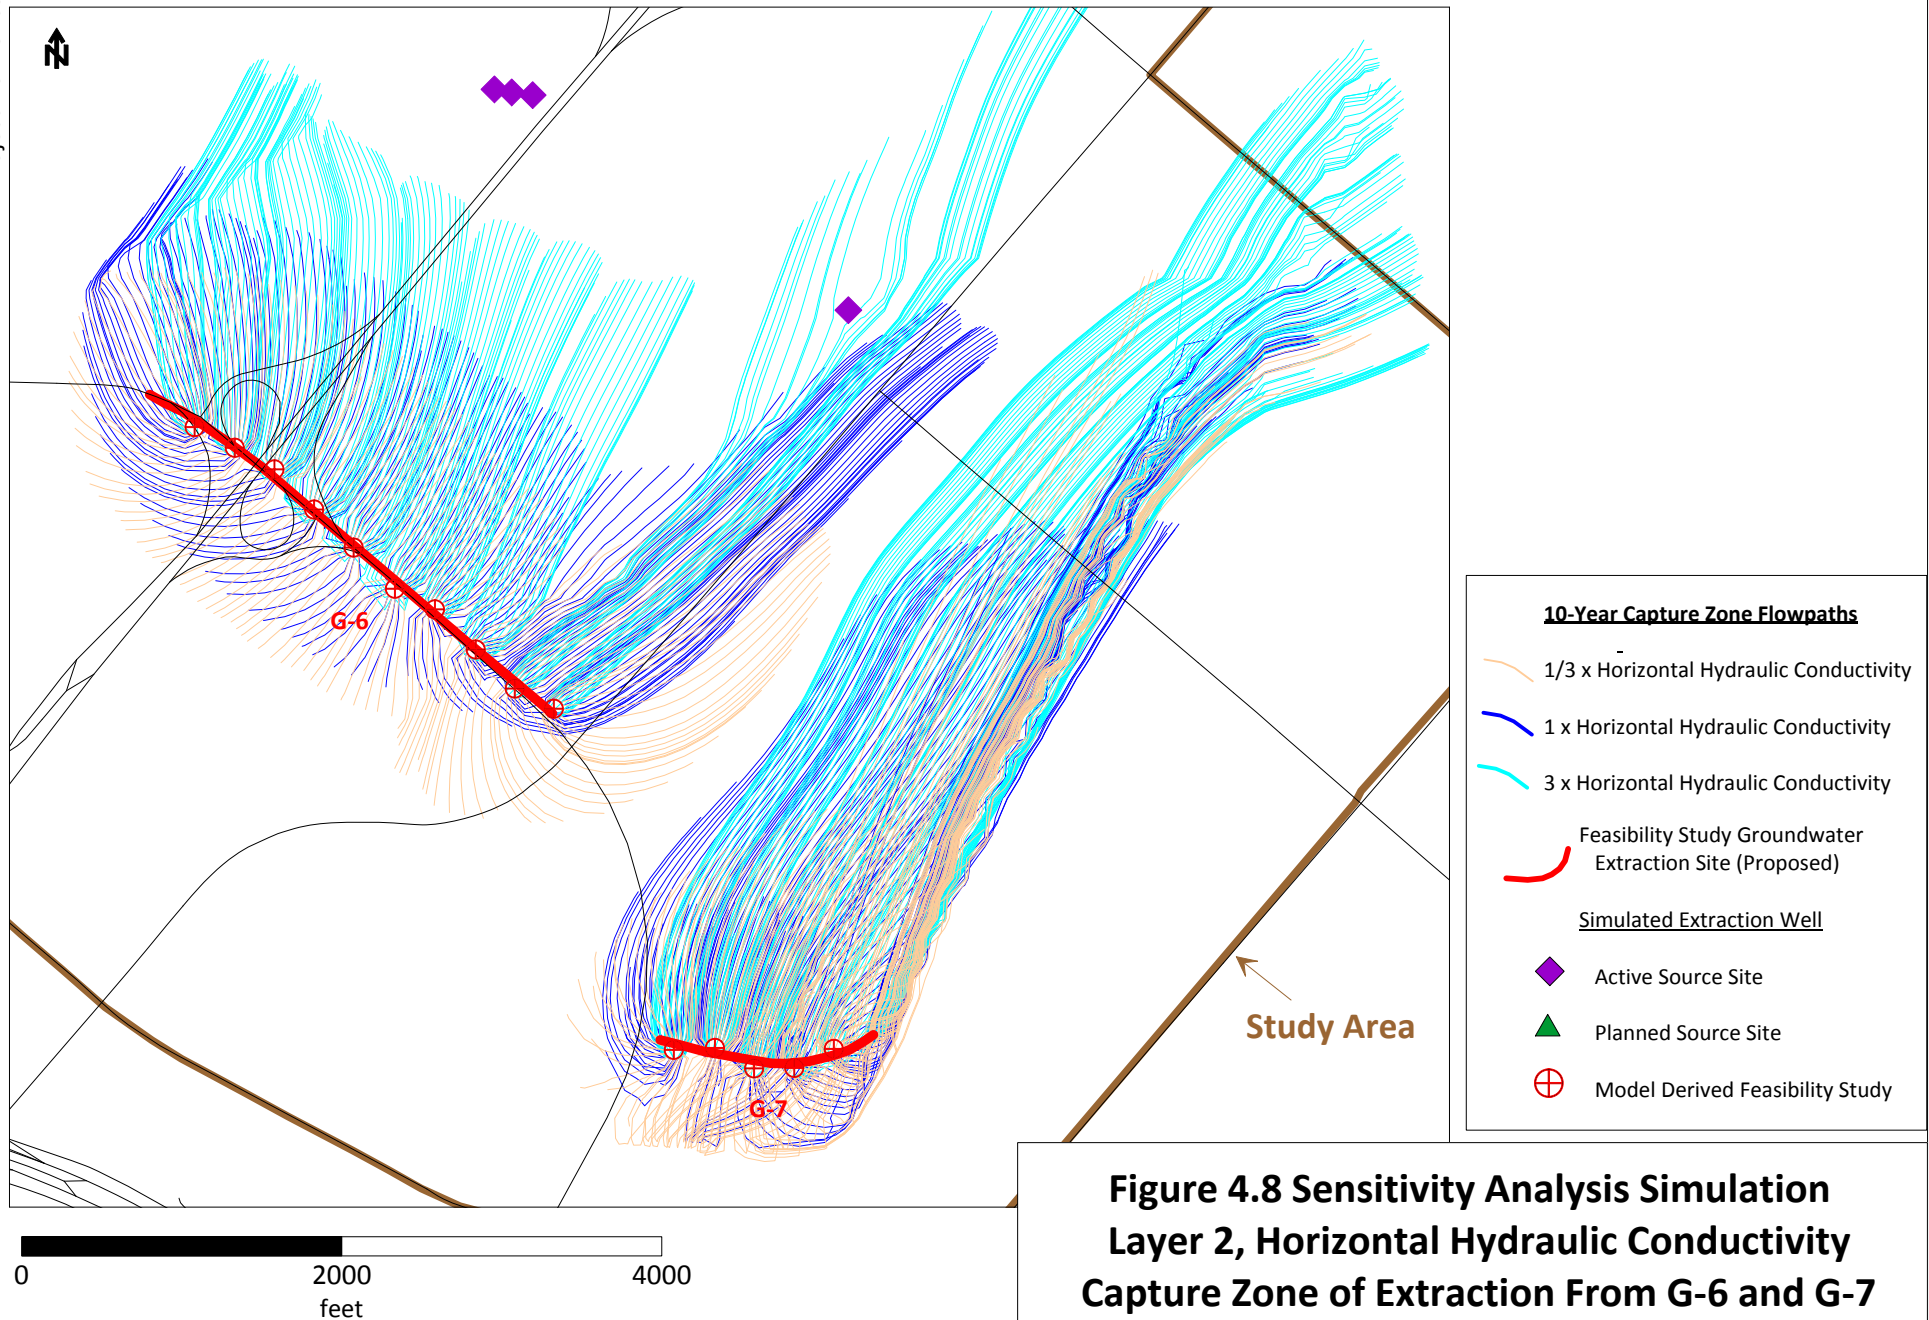 N
G-6
G-7
Study Area
10-Year Capture Zone Flowpaths
1/3 x Horizontal Hydraulic Conductivity
1 x Horizontal Hydraulic Conductivity
3 x Horizontal Hydraulic Conductivity
Feasibility Study Groundwater
Extraction Site (Proposed)
Simulated Extraction Well
Active Source Site
Planned Source Site
Model Derived Feasibility Study
0 2000 4000
feet
Figure 4.8 Sensitivity Analysis Simulation
Layer 2, Horizontal Hydraulic Conductivity
Capture Zone of Extraction From G-6 and G-7